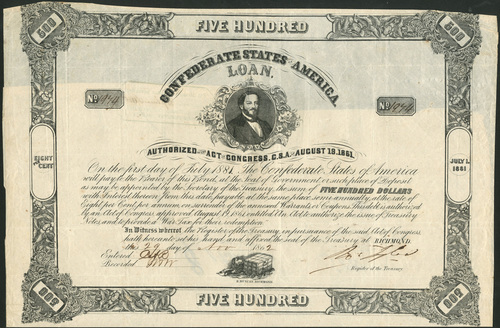 FIVE HUNDRED
500
500
CONFEDERATE STATES AMERICA
LOAN.
No
No
AUTHORIZED ACT OF CONGRESS, C.S.A. OF AUGUST 19, 1861.
EIGHT PER CENT
JULY 1. 1881
On the first day of July 1881, The Confederate States of America
will pay to the Bearer of this Bond, at the Seat of Government or such place of Deposit
as may be appointed by the Secretary of the Treasury, the sum of FIVE HUNDRED DOLLARS
with Interest thereon from this date, payable at the same place, semi annually, at the rate of
Eight per Cent per annum on surrender of the annexed Warrants or Coupons. This debt is authorized
By an Act of Congress approved August 19, 1861 entitled An Act to authorize the issue of Treasury
Notes, and to provide a War Tax for their redemption.
In Witness whereof, the Register of the Treasury, in pursuance of the said Act of Congress
hath hereunto set his hand and affixed the seal of the Treasury, at RICHMOND,
this 29 day of Nov 1862
Entered
Recorded
Register of the Treasury
500
500
FIVE HUNDRED